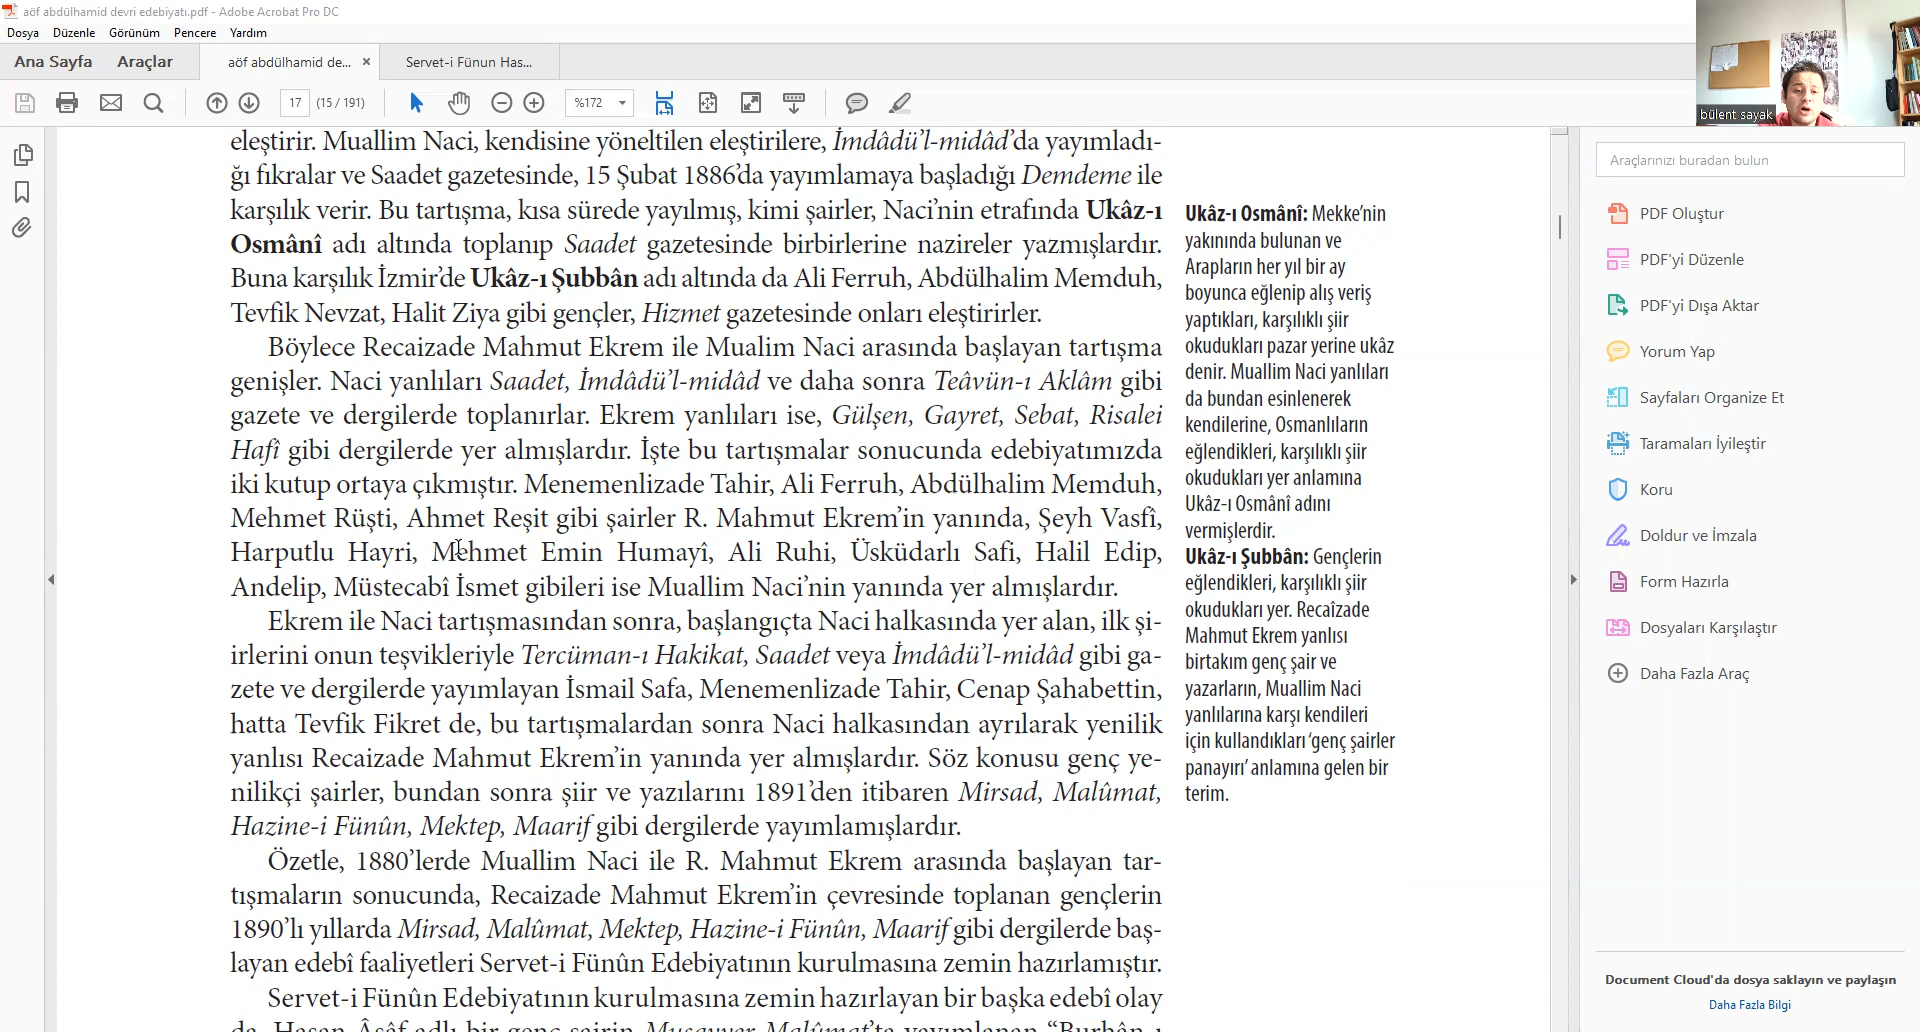 aöf abdülhamid devri edebiyatı.pdf - Adobe Acrobat Pro DC
Dosya Düzenle Görünüm Pencere Yardım
Ana Sayfa Araçlar aöf abdülhamid de... × Servet-i Fünun Has...
17 (15 / 191) %172
bülent sayak
eleştirir. Muallim Naci, kendisine yöneltilen eleştirilere, İmdâdü’l-midâd’da yayımladı-
ğı fıkralar ve Saadet gazetesinde, 15 Şubat 1886’da yayımlamaya başladığı Demdeme ile
karşılık verir. Bu tartışma, kısa sürede yayılmış, kimi şairler, Naci’nin etrafında Ukâz-ı
Osmânî adı altında toplanıp Saadet gazetesinde birbirlerine nazireler yazmışlardır.
Buna karşılık İzmir’de Ukâz-ı Şubbân adı altında da Ali Ferruh, Abdülhalim Memduh,
Tevfik Nevzat, Halit Ziya gibi gençler, Hizmet gazetesinde onları eleştirirler.
Böylece Recaizade Mahmut Ekrem ile Mualim Naci arasında başlayan tartışma
genişler. Naci yanlıları Saadet, İmdâdü’l-midâd ve daha sonra Teâvün-ı Aklâm gibi
gazete ve dergilerde toplanırlar. Ekrem yanlıları ise, Gülşen, Gayret, Sebat, Risalei
Hafî gibi dergilerde yer almışlardır. İşte bu tartışmalar sonucunda edebiyatımızda
iki kutup ortaya çıkmıştır. Menemenlizade Tahir, Ali Ferruh, Abdülhalim Memduh,
Mehmet Rüşti, Ahmet Reşit gibi şairler R. Mahmut Ekrem’in yanında, Şeyh Vasfî,
Harputlu Hayri, Mehmet Emin Humayî, Ali Ruhi, Üsküdarlı Safi, Halil Edip,
Andelip, Müstecabî İsmet gibileri ise Muallim Naci’nin yanında yer almışlardır.
Ekrem ile Naci tartışmasından sonra, başlangıçta Naci halkasında yer alan, ilk şi-
irlerini onun teşvikleriyle Tercüman-ı Hakikat, Saadet veya İmdâdü’l-midâd gibi ga-
zete ve dergilerde yayımlayan İsmail Safa, Menemenlizade Tahir, Cenap Şahabettin,
hatta Tevfik Fikret de, bu tartışmalardan sonra Naci halkasından ayrılarak yenilik
yanlısı Recaizade Mahmut Ekrem’in yanında yer almışlardır. Söz konusu genç ye-
nilikçi şairler, bundan sonra şiir ve yazılarını 1891’den itibaren Mirsad, Malûmat,
Hazine-i Fünûn, Mektep, Maarif gibi dergilerde yayımlamışlardır.
Özetle, 1880’lerde Muallim Naci ile R. Mahmut Ekrem arasında başlayan tar-
tışmaların sonucunda, Recaizade Mahmut Ekrem’in çevresinde toplanan gençlerin
1890’lı yıllarda Mirsad, Malûmat, Mektep, Hazine-i Fünûn, Maarif gibi dergilerde baş-
layan edebî faaliyetleri Servet-i Fünûn Edebiyatının kurulmasına zemin hazırlamıştır.
Servet-i Fünûn Edebiyatının kurulmasına zemin hazırlayan bir başka edebî olay
da, Hasan Âsâf adlı bir genç şairin Musavver Malûmat’ta yayımlanan “Burhân-ı
Ukâz-ı Osmânî: Mekke’nin
yakınında bulunan ve
Arapların her yıl bir ay
boyunca eğlenip alış veriş
yaptıkları, karşılıklı şiir
okudukları pazar yerine ukâz
denir. Muallim Naci yanlıları
da bundan esinlenerek
kendilerine, Osmanlıların
eğlendikleri, karşılıklı şiir
okudukları yer anlamına
Ukâz-ı Osmânî adını
vermişlerdir.
Ukâz-ı Şubbân: Gençlerin
eğlendikleri, karşılıklı şiir
okudukları yer. Recaîzade
Mahmut Ekrem yanlısı
birtakım genç şair ve
yazarların, Muallim Naci
yanlılarına karşı kendileri
için kullandıkları ‘genç şairler
panayırı’ anlamına gelen bir
terim.
Araçlarınızı buradan bulun
PDF Oluştur
PDF'yi Düzenle
PDF'yi Dışa Aktar
Yorum Yap
Sayfaları Organize Et
Taramaları İyileştir
Koru
Doldur ve İmzala
Form Hazırla
Dosyaları Karşılaştır
Daha Fazla Araç
Document Cloud'da dosya saklayın ve paylaşın
Daha Fazla Bilgi